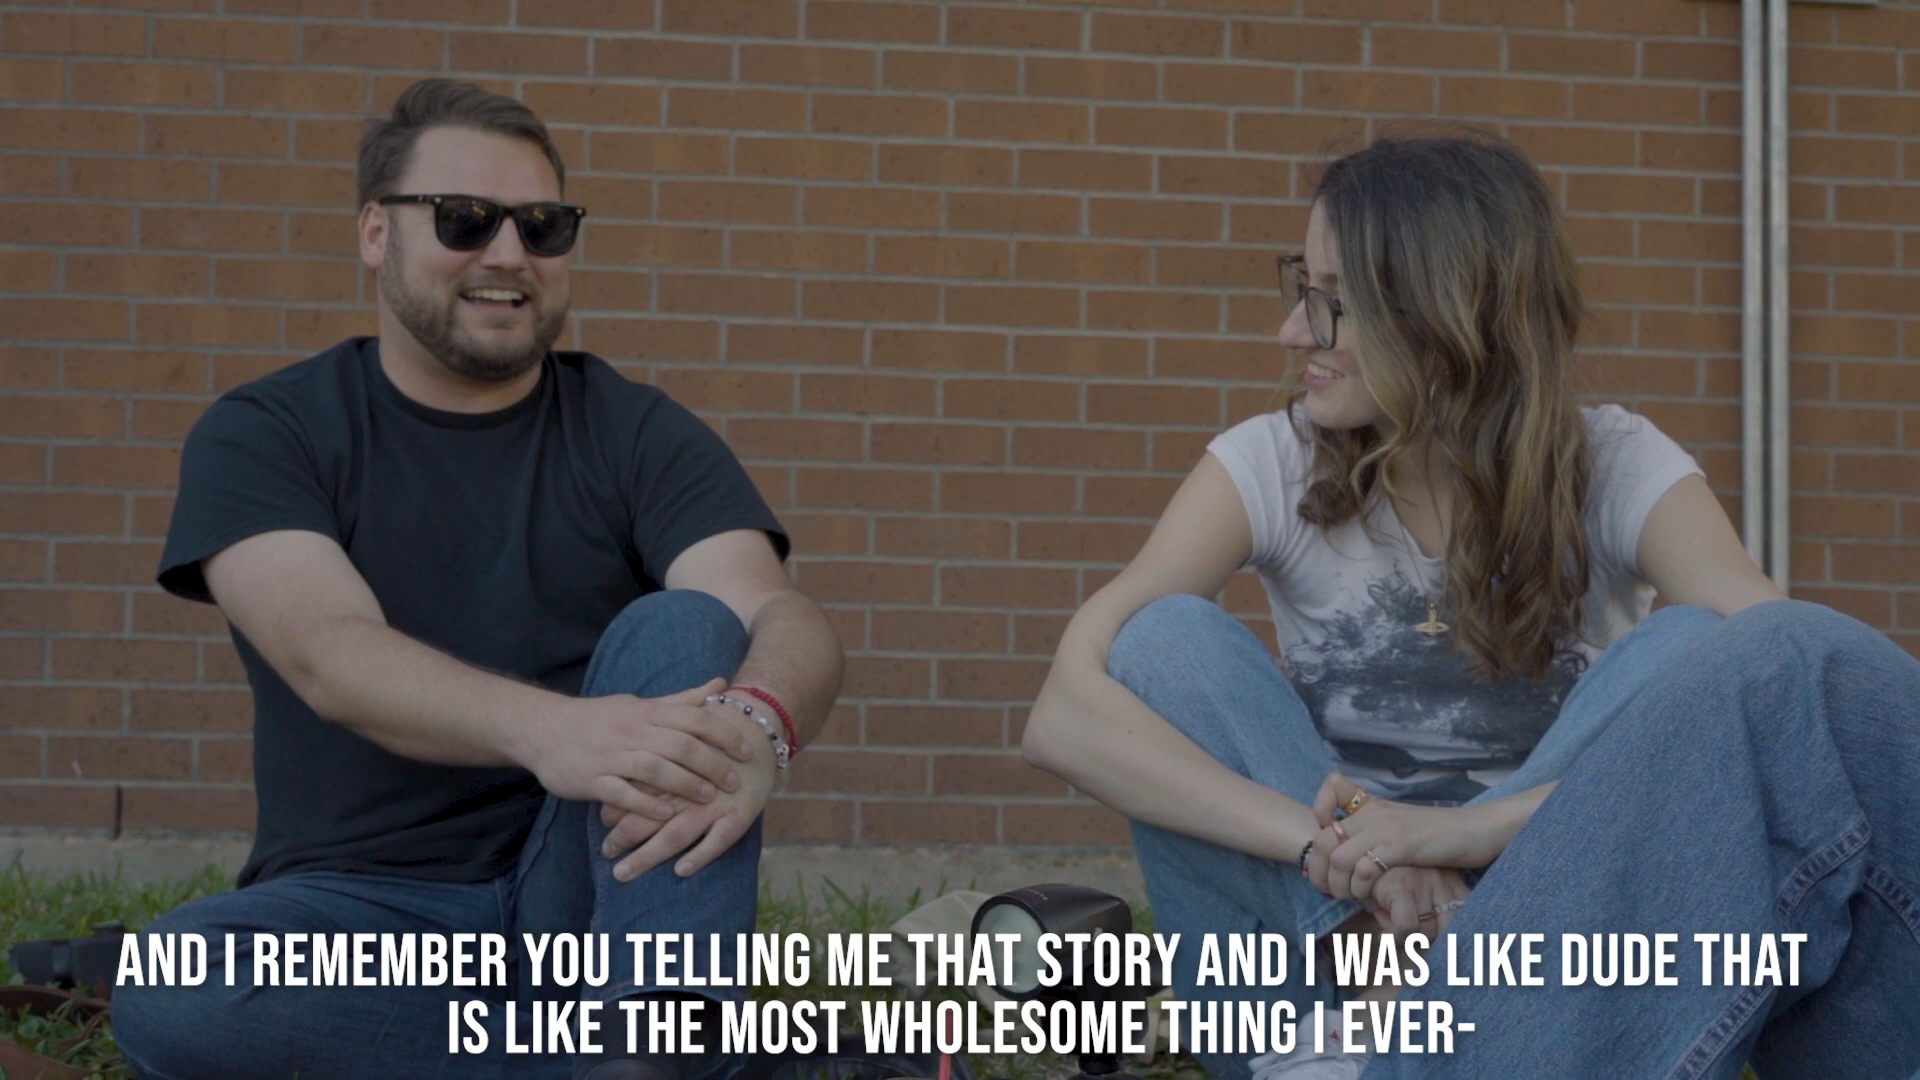 AND I REMEMBER YOU TELLING ME THAT STORY AND I WAS LIKE DUDE THAT
IS LIKE THE MOST WHOLESOME THING I EVER-